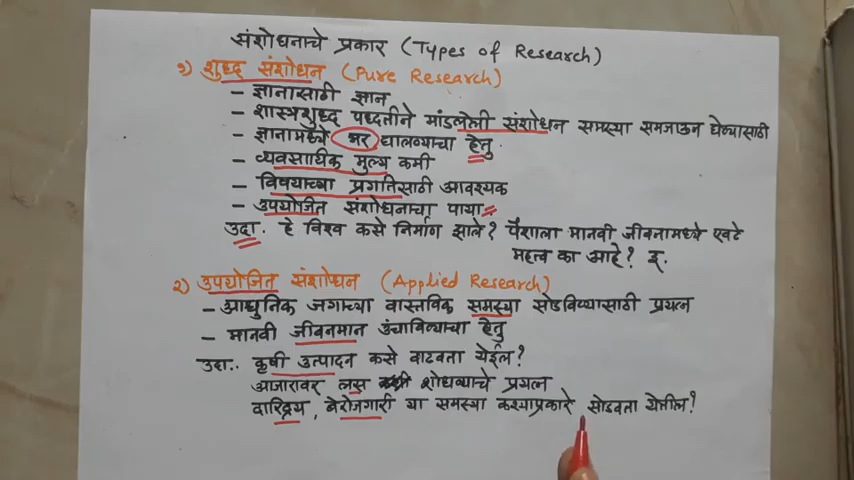 संशोधनाचे प्रकार (Types of Research)
१) शुध्द संशोधन (Pure Research)
– ज्ञानासाठी ज्ञान
– शास्त्रशुध्द पध्दतीने मांडलेली संशोधन समस्या समजाऊन घेण्यासाठी
– ज्ञानामध्ये भर घालण्याचा हेतु
– व्यवसायिक मुल्य कमी
– विषयाच्या प्रगतिसाठी आवश्यक
– उपयोजित संशोधनाचा पाया
उदा. हे विश्व कसे निर्माण झाले? पैशाला मानवी जीवनामध्ये एवढे
महत्व का आहे? इ.
२) उपयोजित संशोधन (Applied Research)
– आधुनिक जगाच्या वास्तविक समस्या सोडविण्यासाठी प्रयत्न
– मानवी जीवनमान उंचाविण्याचा हेतु
उदा.. कृषी उत्पादन कसे वाढवता येईल?
आजारावर लस शोधण्याचे प्रयत्न
दारिद्र्य, बेरोजगारी या समस्या कश्याप्रकारे सोडवता येतील?